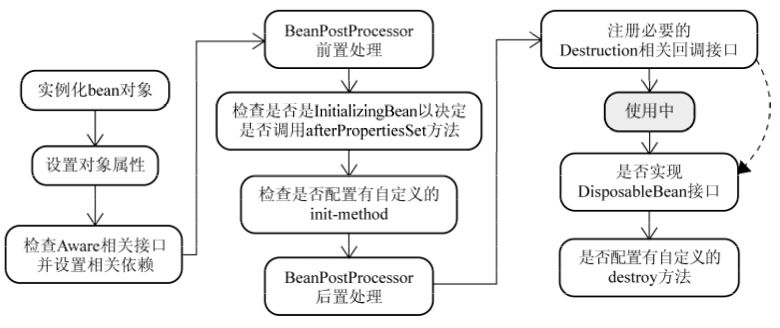 实例化bean对象
设置对象属性
检查Aware相关接口
并设置相关依赖
BeanPostProcessor
前置处理
检查是否是InitializingBean以决定
是否调用afterPropertiesSet方法
检查是否配置有自定义的
init-method
BeanPostProcessor
后置处理
注册必要的
Destruction相关回调接口
使用中
是否实现
DisposableBean接口
是否配置有自定义的
destroy方法